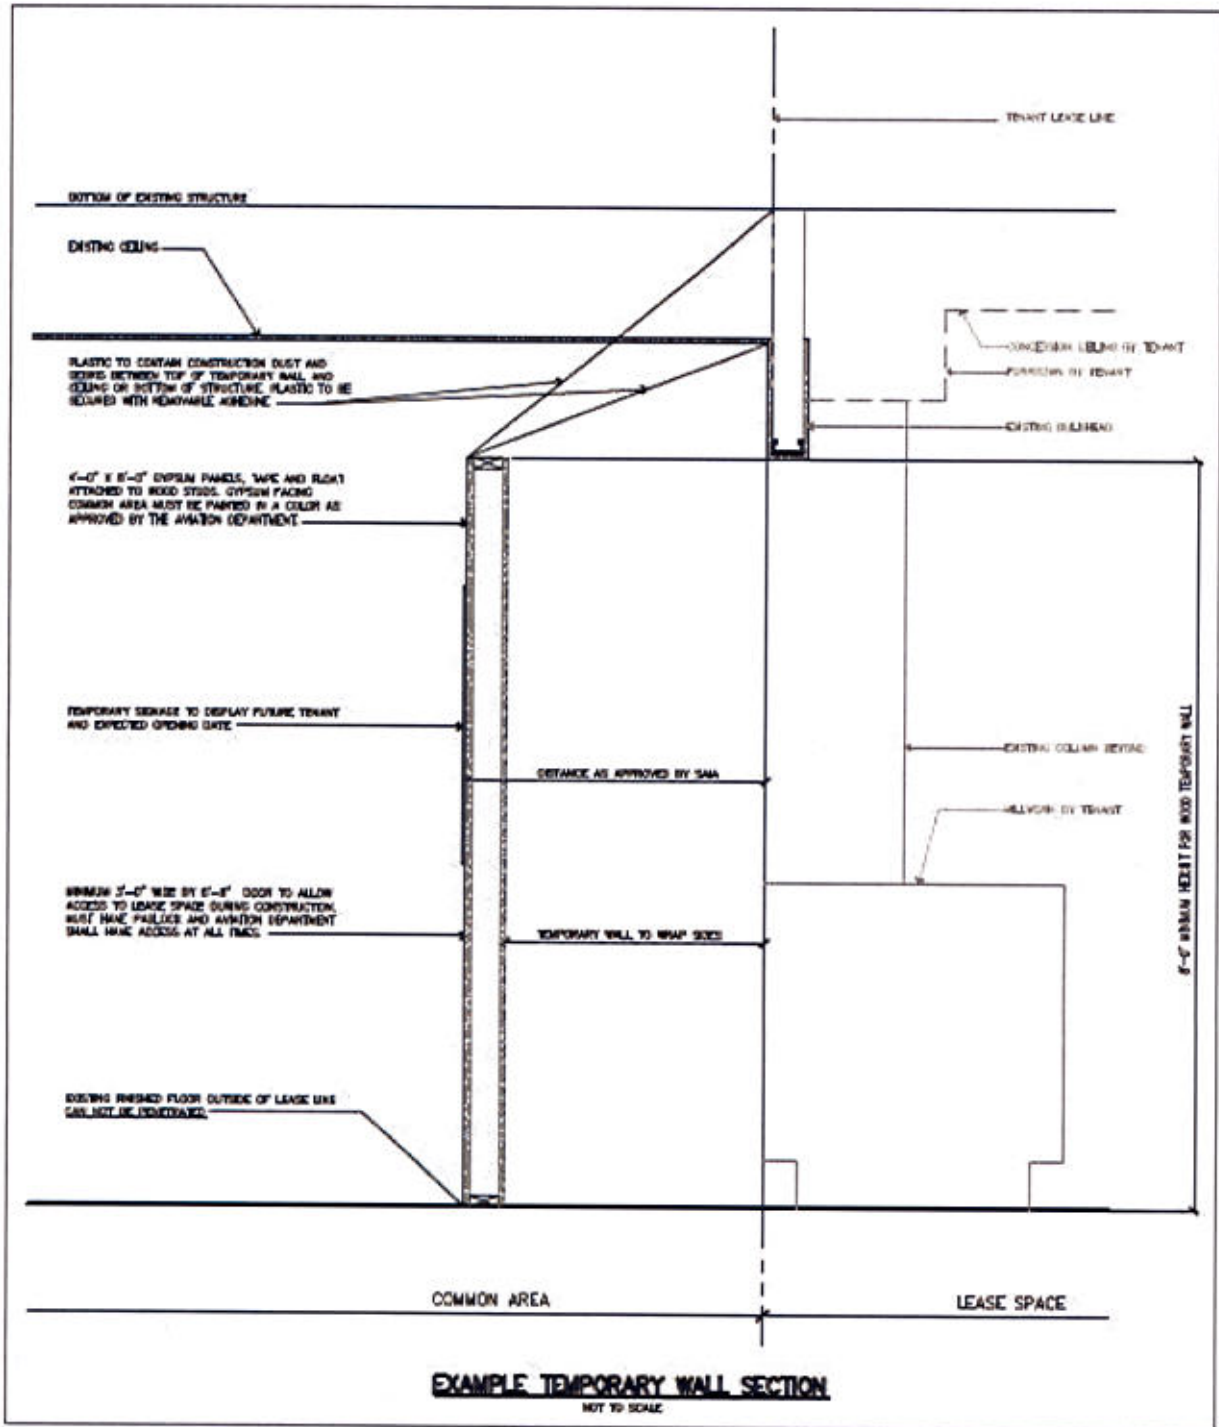 TENANT LEASE LINE
BOTTOM OF EXISTING STRUCTURE
EXISTING CEILING
CONCESSION CEILING BY TENANT
BY TENANT
EXISTING BULKHEAD
PLASTIC TO CONTAIN CONSTRUCTION DUST AND
DEBRIS BETWEEN TOP OF TEMPORARY WALL AND
CEILING OR BOTTOM OF STRUCTURE. PLASTIC TO BE
SECURED WITH REMOVABLE ADHESIVE
4'-0" X 8'-0" GYPSUM PANELS, TAPE AND FLOAT
ATTACHED TO WOOD STUDS. GYPSUM FACING
COMMON AREA MUST BE PAINTED IN A COLOR AS
APPROVED BY THE AVIATION DEPARTMENT.
TEMPORARY SIGNAGE TO DISPLAY FUTURE TENANT
AND EXPECTED OPENING DATE
EXISTING COLUMN BEYOND
DISTANCE AS APPROVED BY SAIA
MILLWORK BY TENANT
MINIMUM 3'-0" WIDE BY 6'-8" DOOR TO ALLOW
ACCESS TO LEASE SPACE DURING CONSTRUCTION.
MUST HAVE PADLOCK AND AVIATION DEPARTMENT
SHALL HAVE ACCESS AT ALL TIMES.
TEMPORARY WALL TO WRAP SIDES
MINIMUM HEIGHT FOR WOOD TEMPORARY WALL
EXISTING FINISHED FLOOR OUTSIDE OF LEASE LINE
CAN NOT BE PENETRATED
COMMON AREA
LEASE SPACE
EXAMPLE TEMPORARY WALL SECTION
NOT TO SCALE